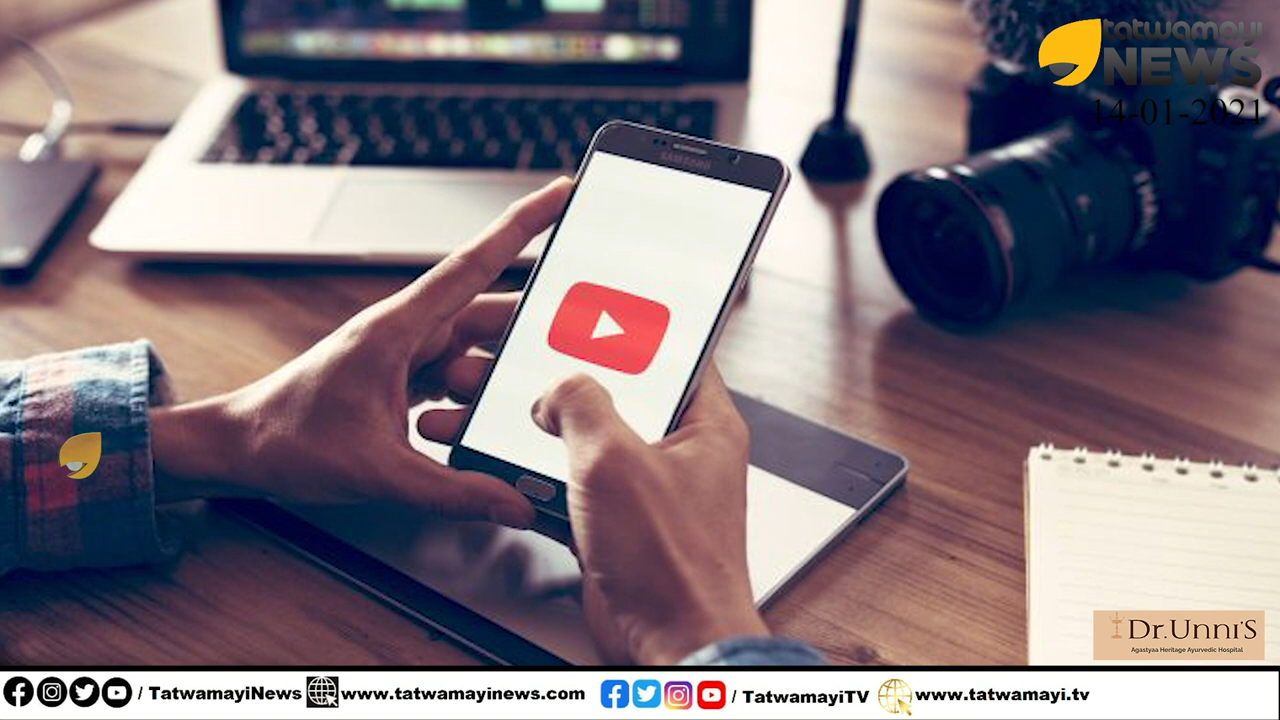 tatwamayi
NEWS
14-01-2021
SAMSUNG
Dr.UNNI'S
Agastyaa Heritage Ayurvedic Hospital
/ TatwamayiNews
www.tatwamayinews.com
/ TatwamayiTV
www.tatwamayi.tv